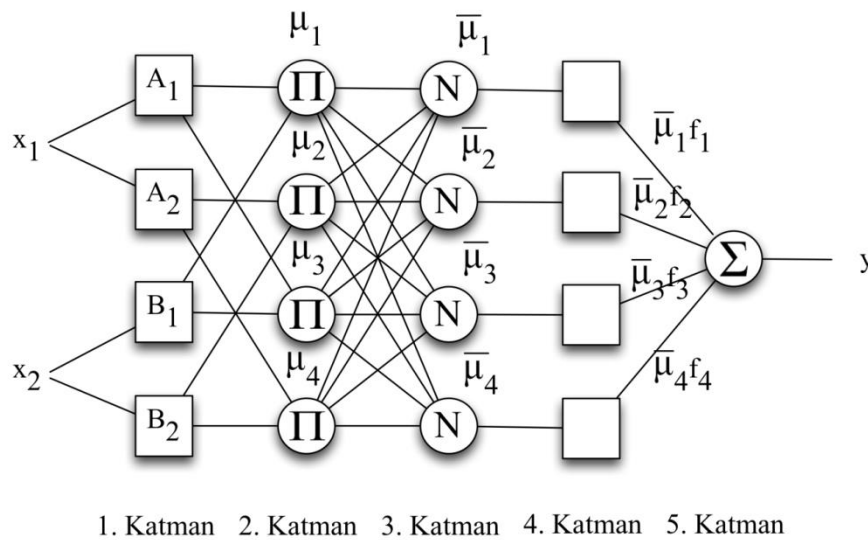 μ1 μ̅1
A1 Π N
x1 μ2 μ̅2 μ̅1f1
A2 Π N μ̅2f2
μ3 μ̅3 Σ y
B1 Π N μ̅3f3
x2 μ4 μ̅4 μ̅4f4
B2 Π N
1. Katman 2. Katman 3. Katman 4. Katman 5. Katman